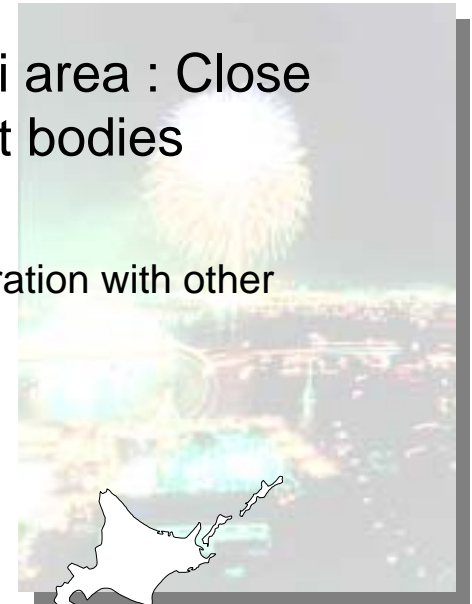 i area : Close
t bodies
ration with other